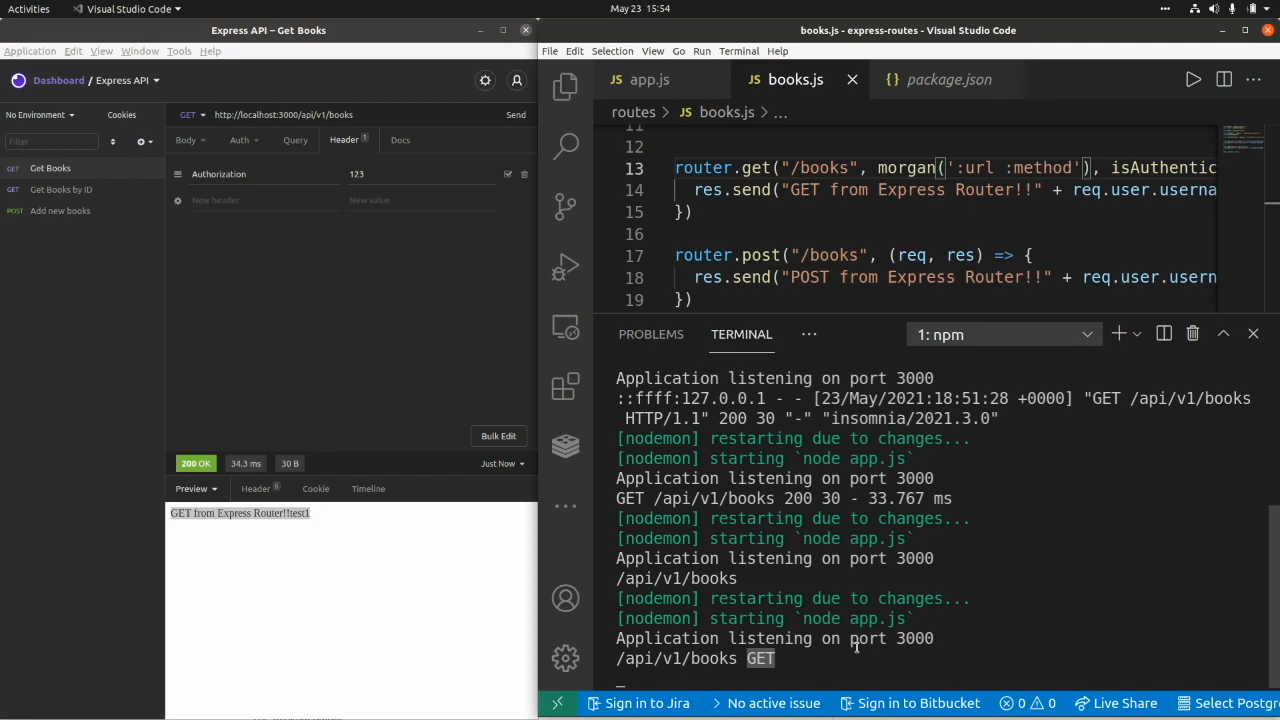 Activities
Visual Studio Code
May 23 15:54
Express API – Get Books
Application Edit View Window Tools Help
Dashboard / Express API
No Environment
Cookies
Filter
GET Get Books
GET Get Books by ID
POST Add new books
GET http://localhost:3000/api/v1/books Send
Body Auth Query Header 1 Docs
Authorization 123
New header New value
Bulk Edit
200 OK 34.3 ms 30 B Just Now
Preview Header 6 Cookie Timeline
GET from Express Router!!test1
books.js - express-routes - Visual Studio Code
File Edit Selection View Go Run Terminal Help
JS app.js
JS books.js
{} package.json
routes > JS books.js > ...
11
12
13 router.get("/books", morgan(':url :method'), isAuthentic
14 res.send("GET from Express Router!!" + req.user.userna
15 })
16
17 router.post("/books", (req, res) => {
18 res.send("POST from Express Router!!" + req.user.usern
19 })
PROBLEMS TERMINAL ... 1: npm
Application listening on port 3000
::ffff:127.0.0.1 - - [23/May/2021:18:51:28 +0000] "GET /api/v1/books
HTTP/1.1" 200 30 "-" "insomnia/2021.3.0"
[nodemon] restarting due to changes...
[nodemon] starting `node app.js`
Application listening on port 3000
GET /api/v1/books 200 30 - 33.767 ms
[nodemon] restarting due to changes...
[nodemon] starting `node app.js`
Application listening on port 3000
/api/v1/books
[nodemon] restarting due to changes...
[nodemon] starting `node app.js`
Application listening on port 3000
/api/v1/books GET
Sign in to Jira > No active issue Sign in to Bitbucket 0 0 Live Share Select Postgr